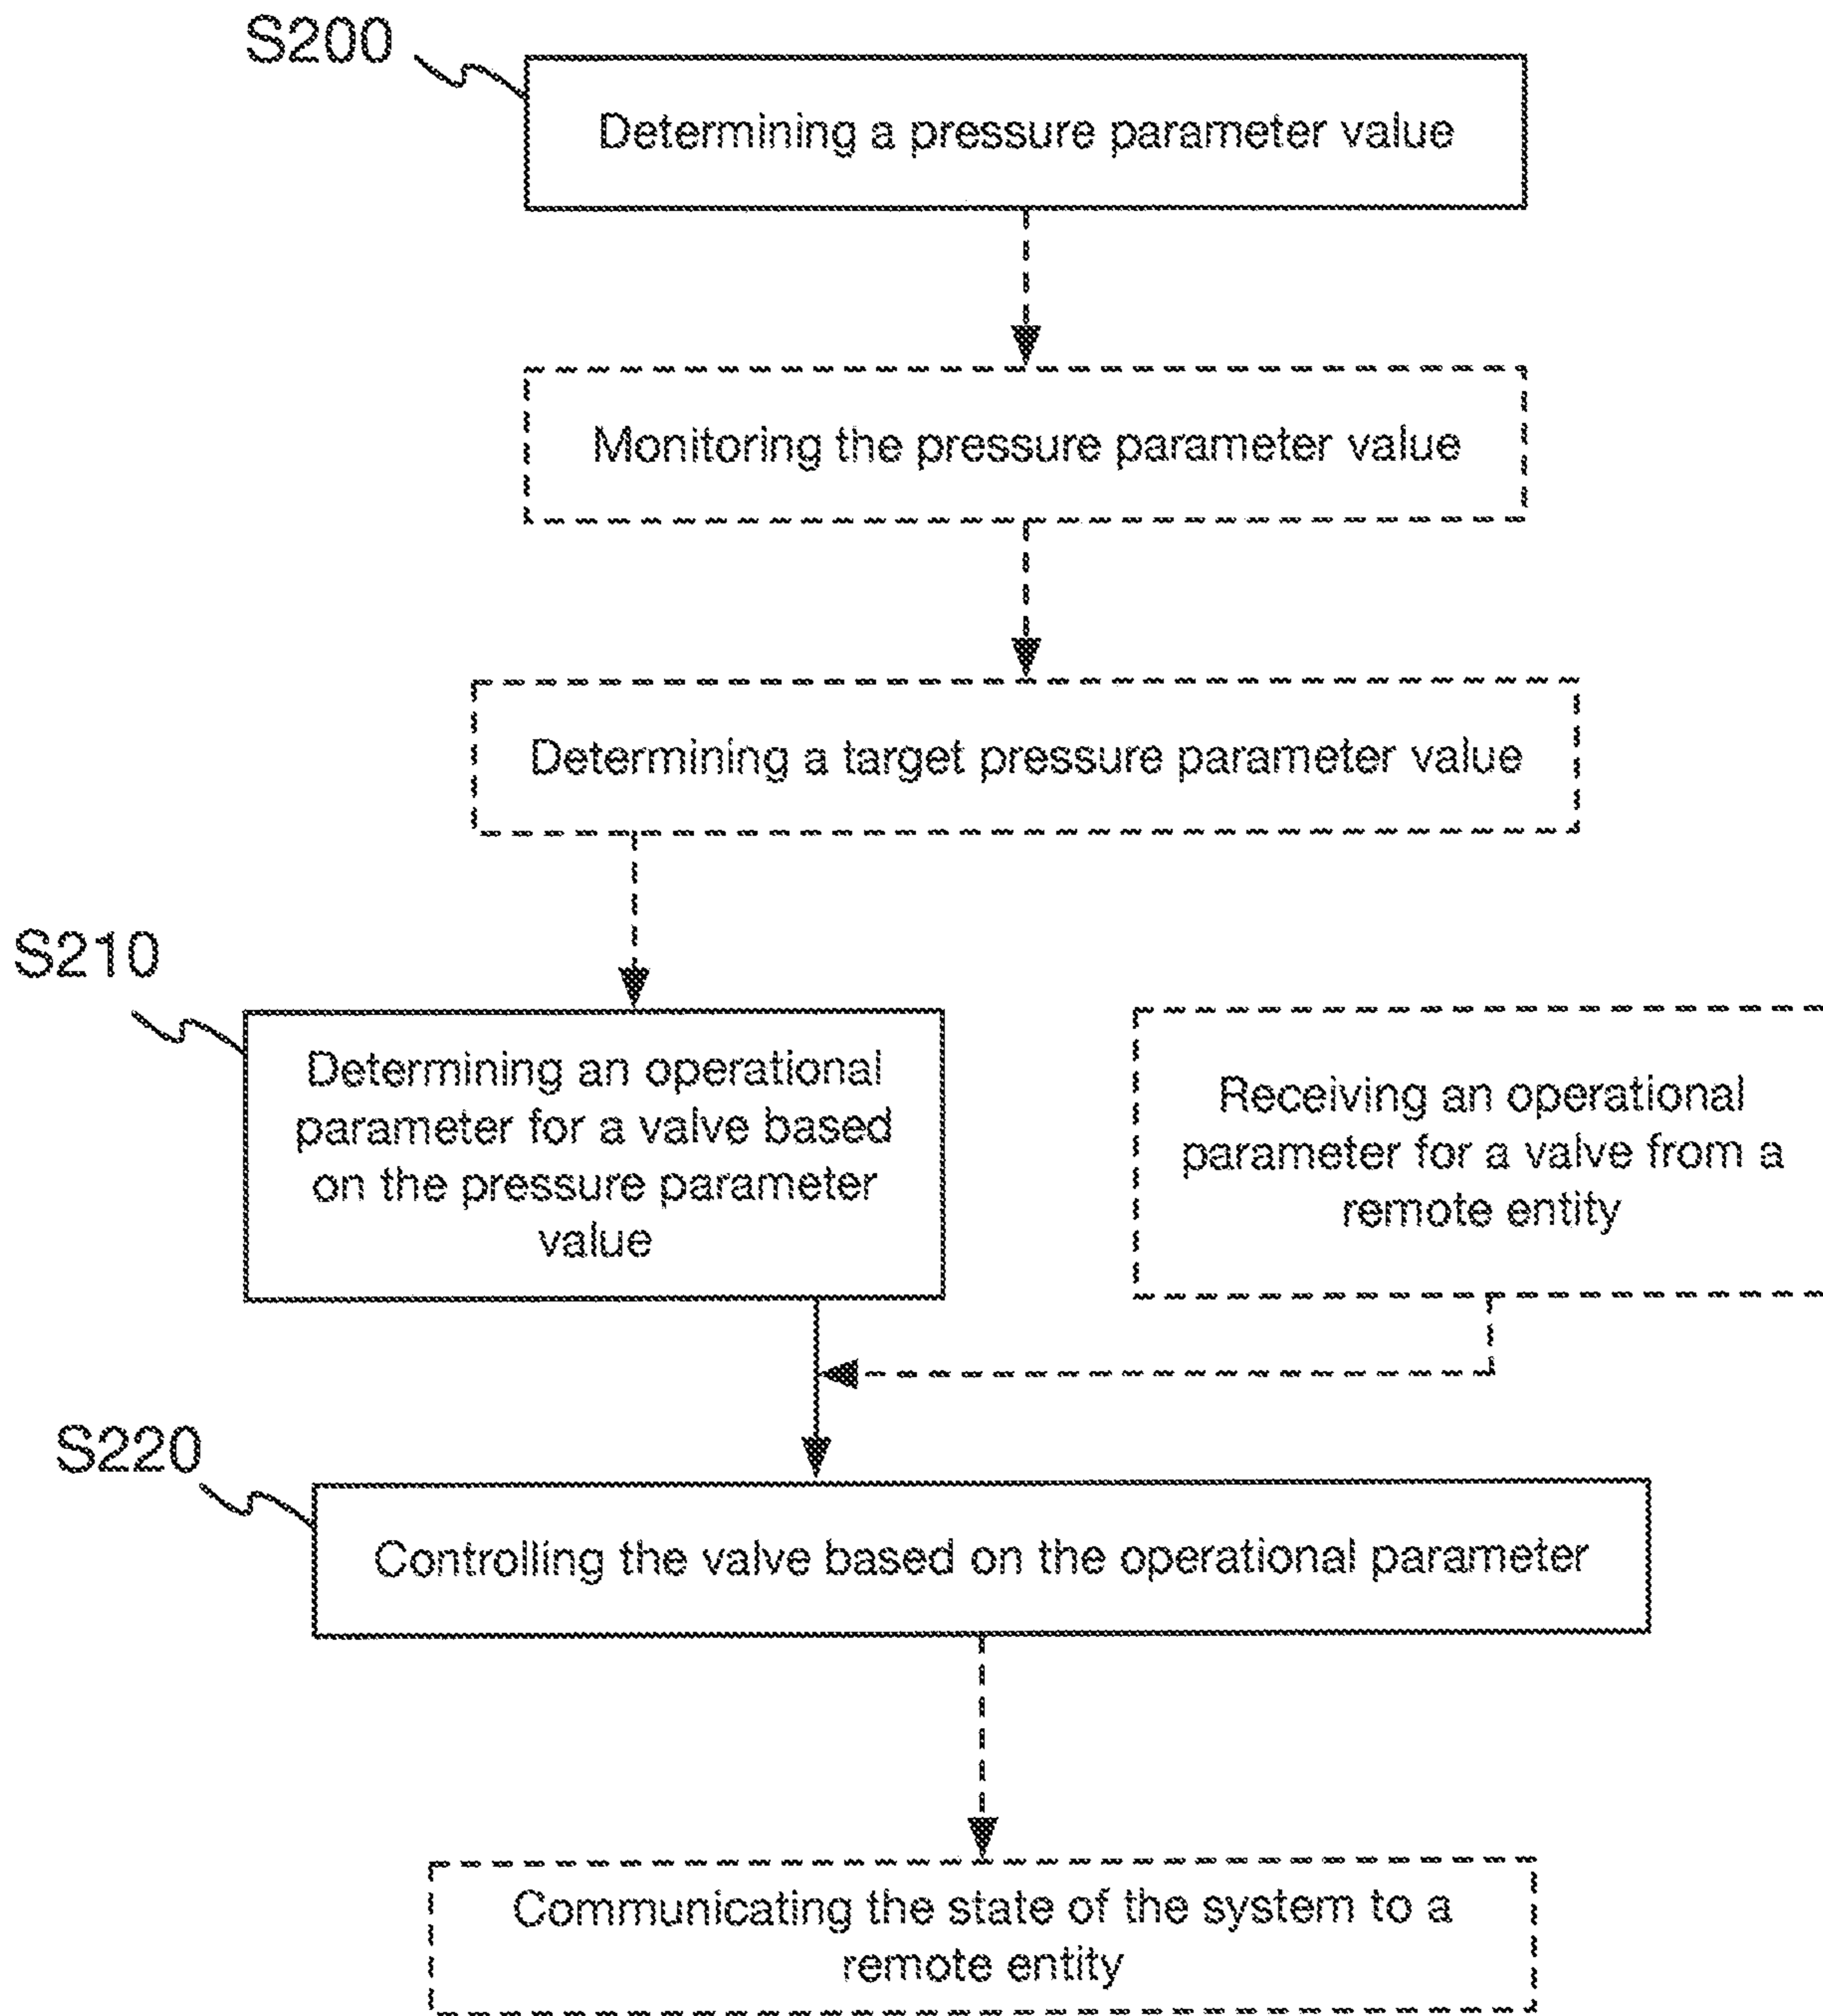 S200
Determining a pressure parameter value
Monitoring the pressure parameter value
Determining a target pressure parameter value
S210
Determining an operational
parameter for a valve based
on the pressure parameter
value
Receiving an operational
parameter for a valve from a
remote entity
S220
Controlling the valve based on the operational parameter
Communicating the state of the system to a
remote entity